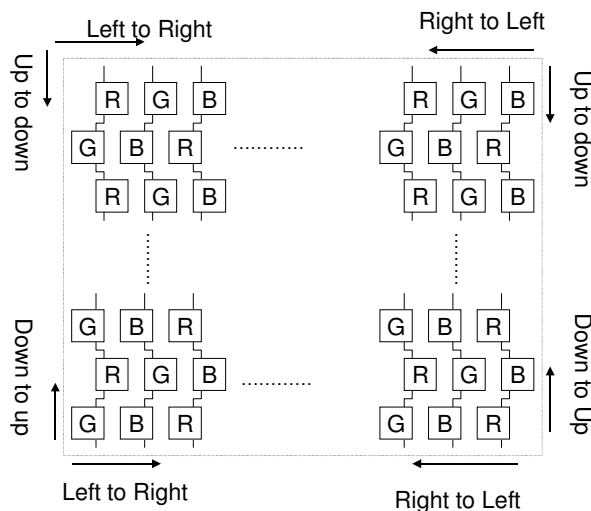 Left to Right
Right to Left
Up to down
Up to down
R G B R G B
G B R ............ G B R
R G B R G B
G B R G B R
R G B ............ R G B
G B R G B R
Down to up
Down to Up
Left to Right
Right to Left